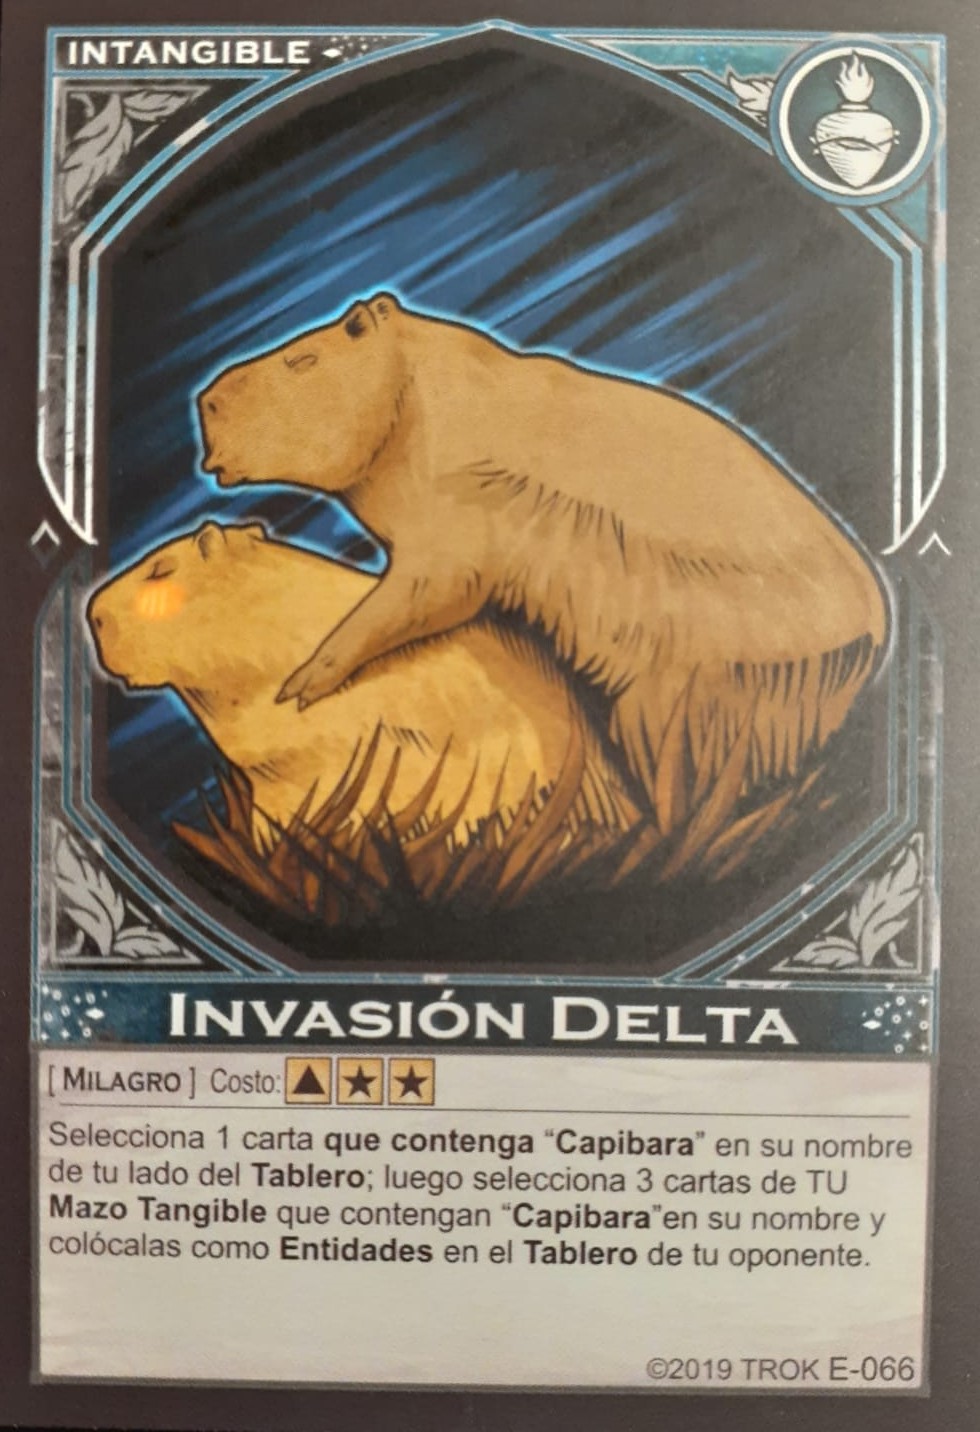 INTANGIBLE
INVASIÓN DELTA
[ MILAGRO ] Costo:
Selecciona 1 carta que contenga “Capibara” en su nombre
de tu lado del Tablero; luego selecciona 3 cartas de TU
Mazo Tangible que contengan “Capibara”en su nombre y
colócalas como Entidades en el Tablero de tu oponente.
©2019 TROK E-066